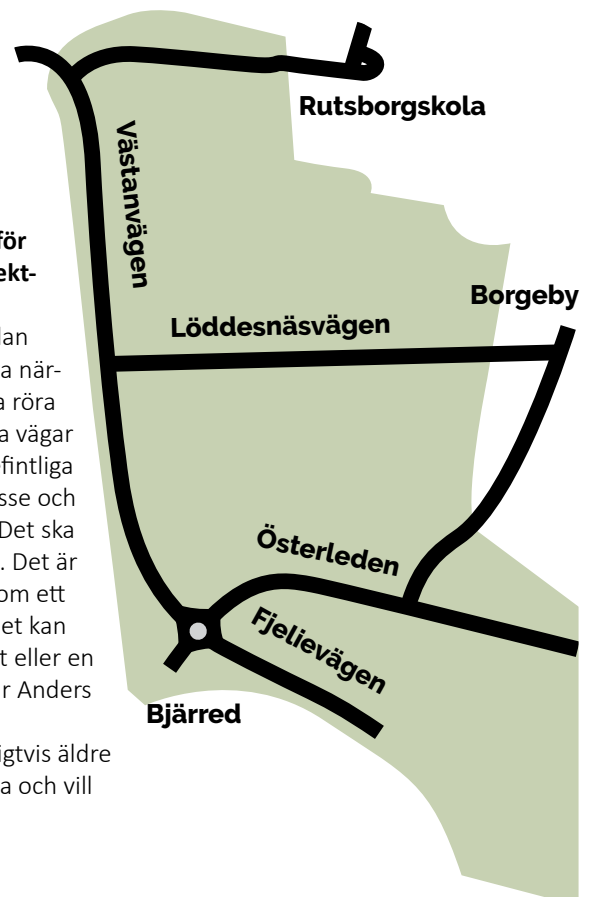 Rutsborgskola
Västanvägen
för
ekt-
Borgeby
Löddesnäsvägen
lan
a när-
a röra
a vägar
fintliga
sse och
Det ska
. Det är
om ett
et kan
t eller en
r Anders
Österleden
Fjelievägen
Bjärred
igtvis äldre
a och vill